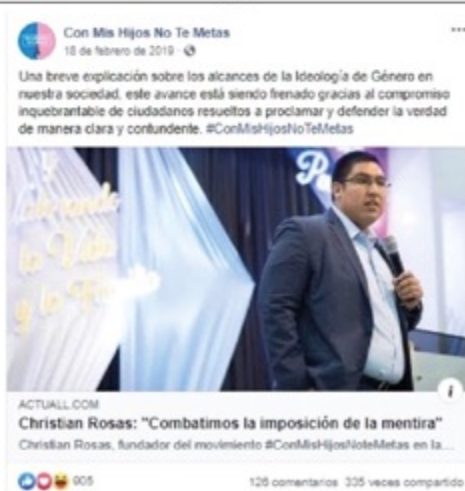 Con Mis Hijos No Te Metas
18 de febrero de 2019 ·
Una breve explicación sobre los alcances de la Ideología de Género en
nuestra sociedad, este avance está siendo frenado gracias al compromiso
inquebrantable de ciudadanos resueltos a proclamar y defender la verdad
de manera clara y contundente. #ConMisHijosNoTeMetas
la Vida
y la
ACTUALL.COM
Christian Rosas: "Combatimos la imposición de la mentira"
Christian Rosas, fundador del movimiento #ConMisHijosNoteMetas en la...
905
126 comentarios 335 veces compartido